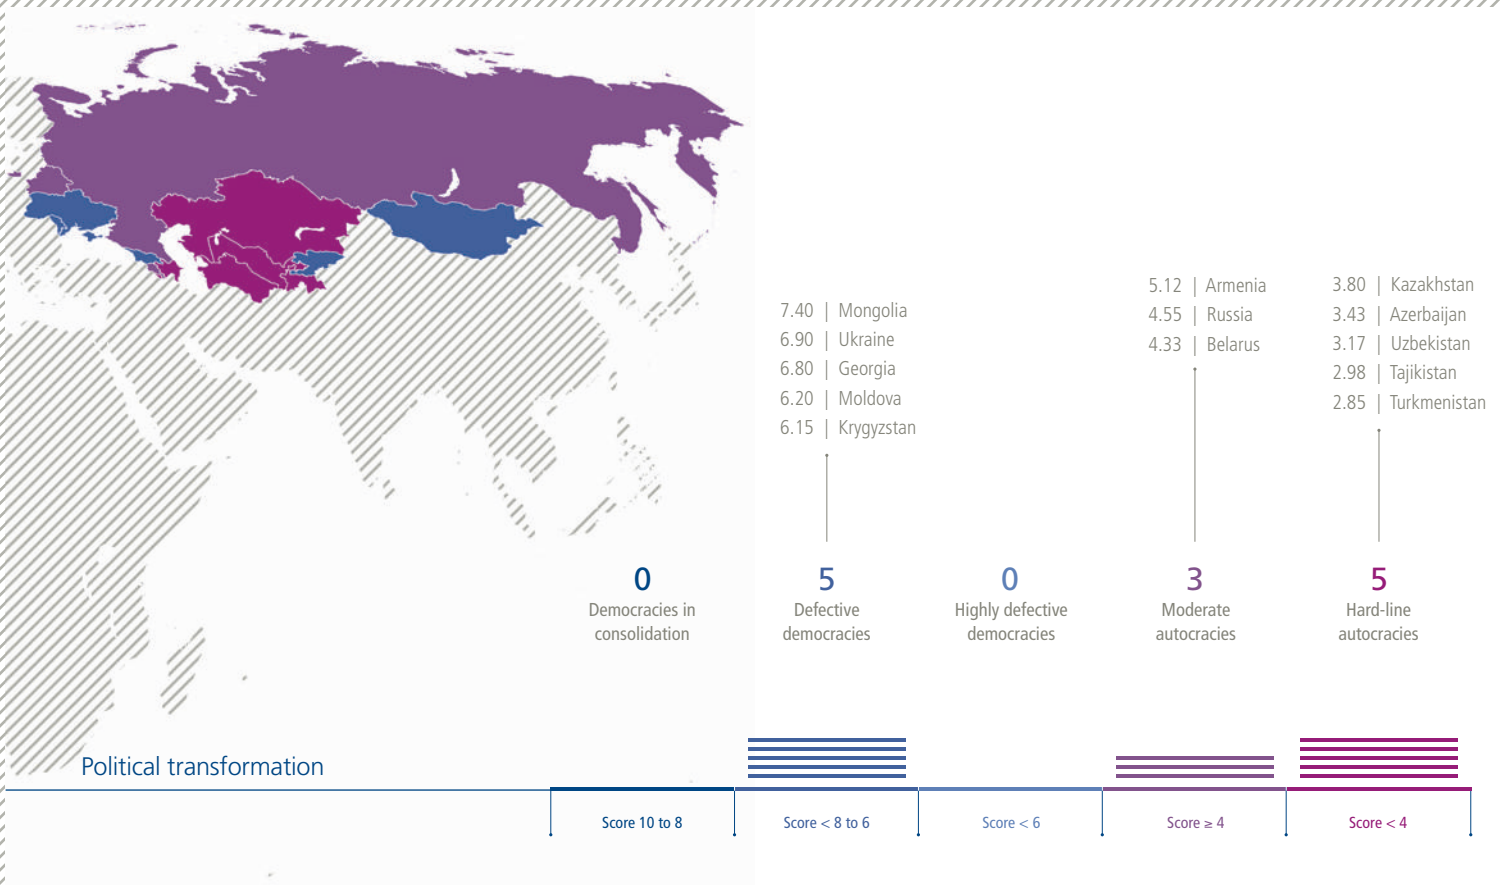 7.40 | Mongolia
6.90 | Ukraine
6.80 | Georgia
6.20 | Moldova
6.15 | Krygyzstan
5.12 | Armenia
4.55 | Russia
4.33 | Belarus
3.80 | Kazakhstan
3.43 | Azerbaijan
3.17 | Uzbekistan
2.98 | Tajikistan
2.85 | Turkmenistan
0
Democracies in
consolidation
5
Defective
democracies
0
Highly defective
democracies
3
Moderate
autocracies
5
Hard-line
autocracies
Political transformation
Score 10 to 8
Score < 8 to 6
Score < 6
Score ≥ 4
Score < 4